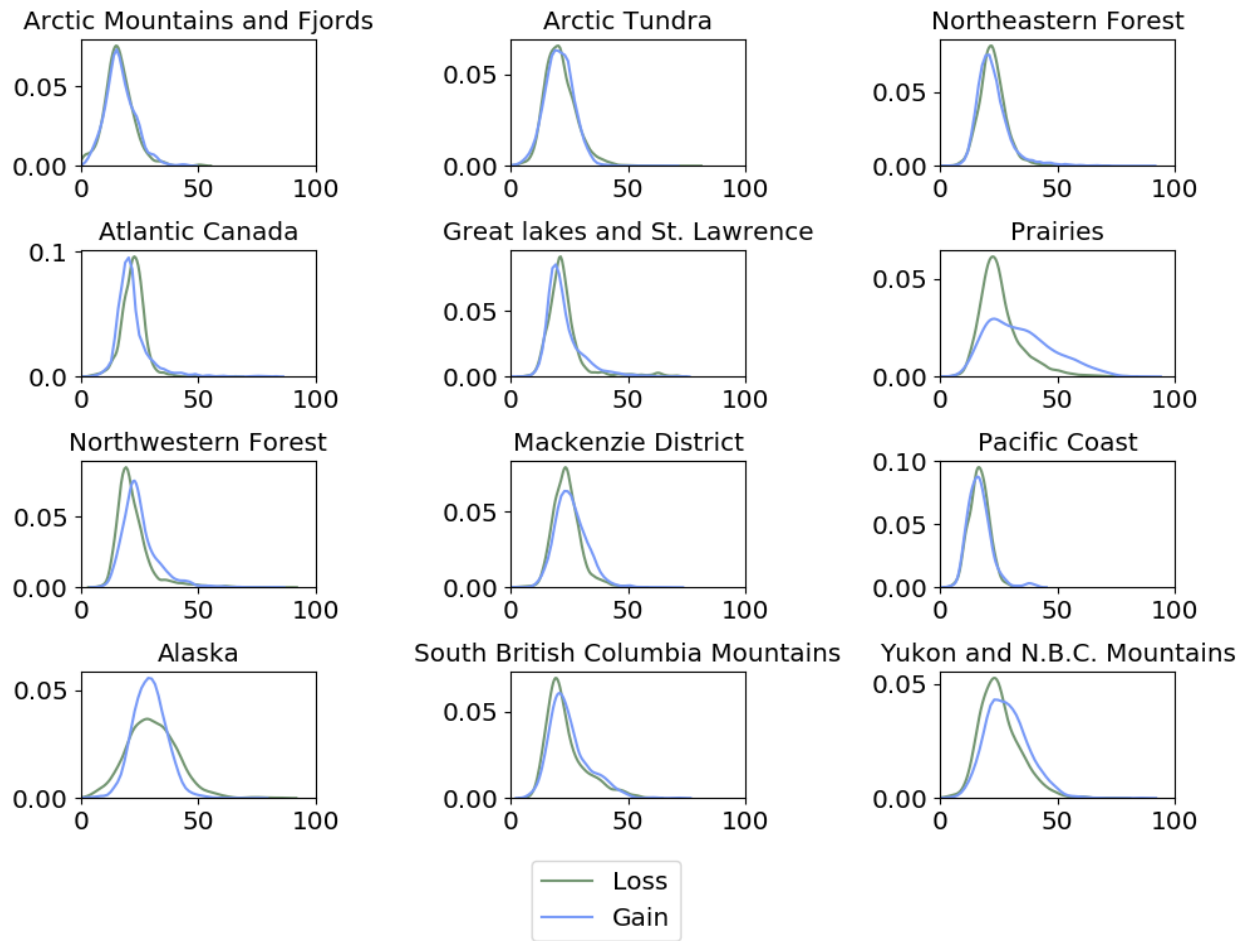 Arctic Mountains and Fjords
0.05
0.00
0 50 100
Arctic Tundra
0.05
0.00
0 50 100
Northeastern Forest
0.05
0.00
0 50 100
Atlantic Canada
0.1
0.0
0 50 100
Great lakes and St. Lawrence
0.05
0.00
0 50 100
Prairies
0.05
0.00
0 50 100
Northwestern Forest
0.05
0.00
0 50 100
Mackenzie District
0.05
0.00
0 50 100
Pacific Coast
0.10
0.05
0.00
0 50 100
Alaska
0.05
0.00
0 50 100
South British Columbia Mountains
0.05
0.00
0 50 100
Yukon and N.B.C. Mountains
0.05
0.00
0 50 100
Loss
Gain